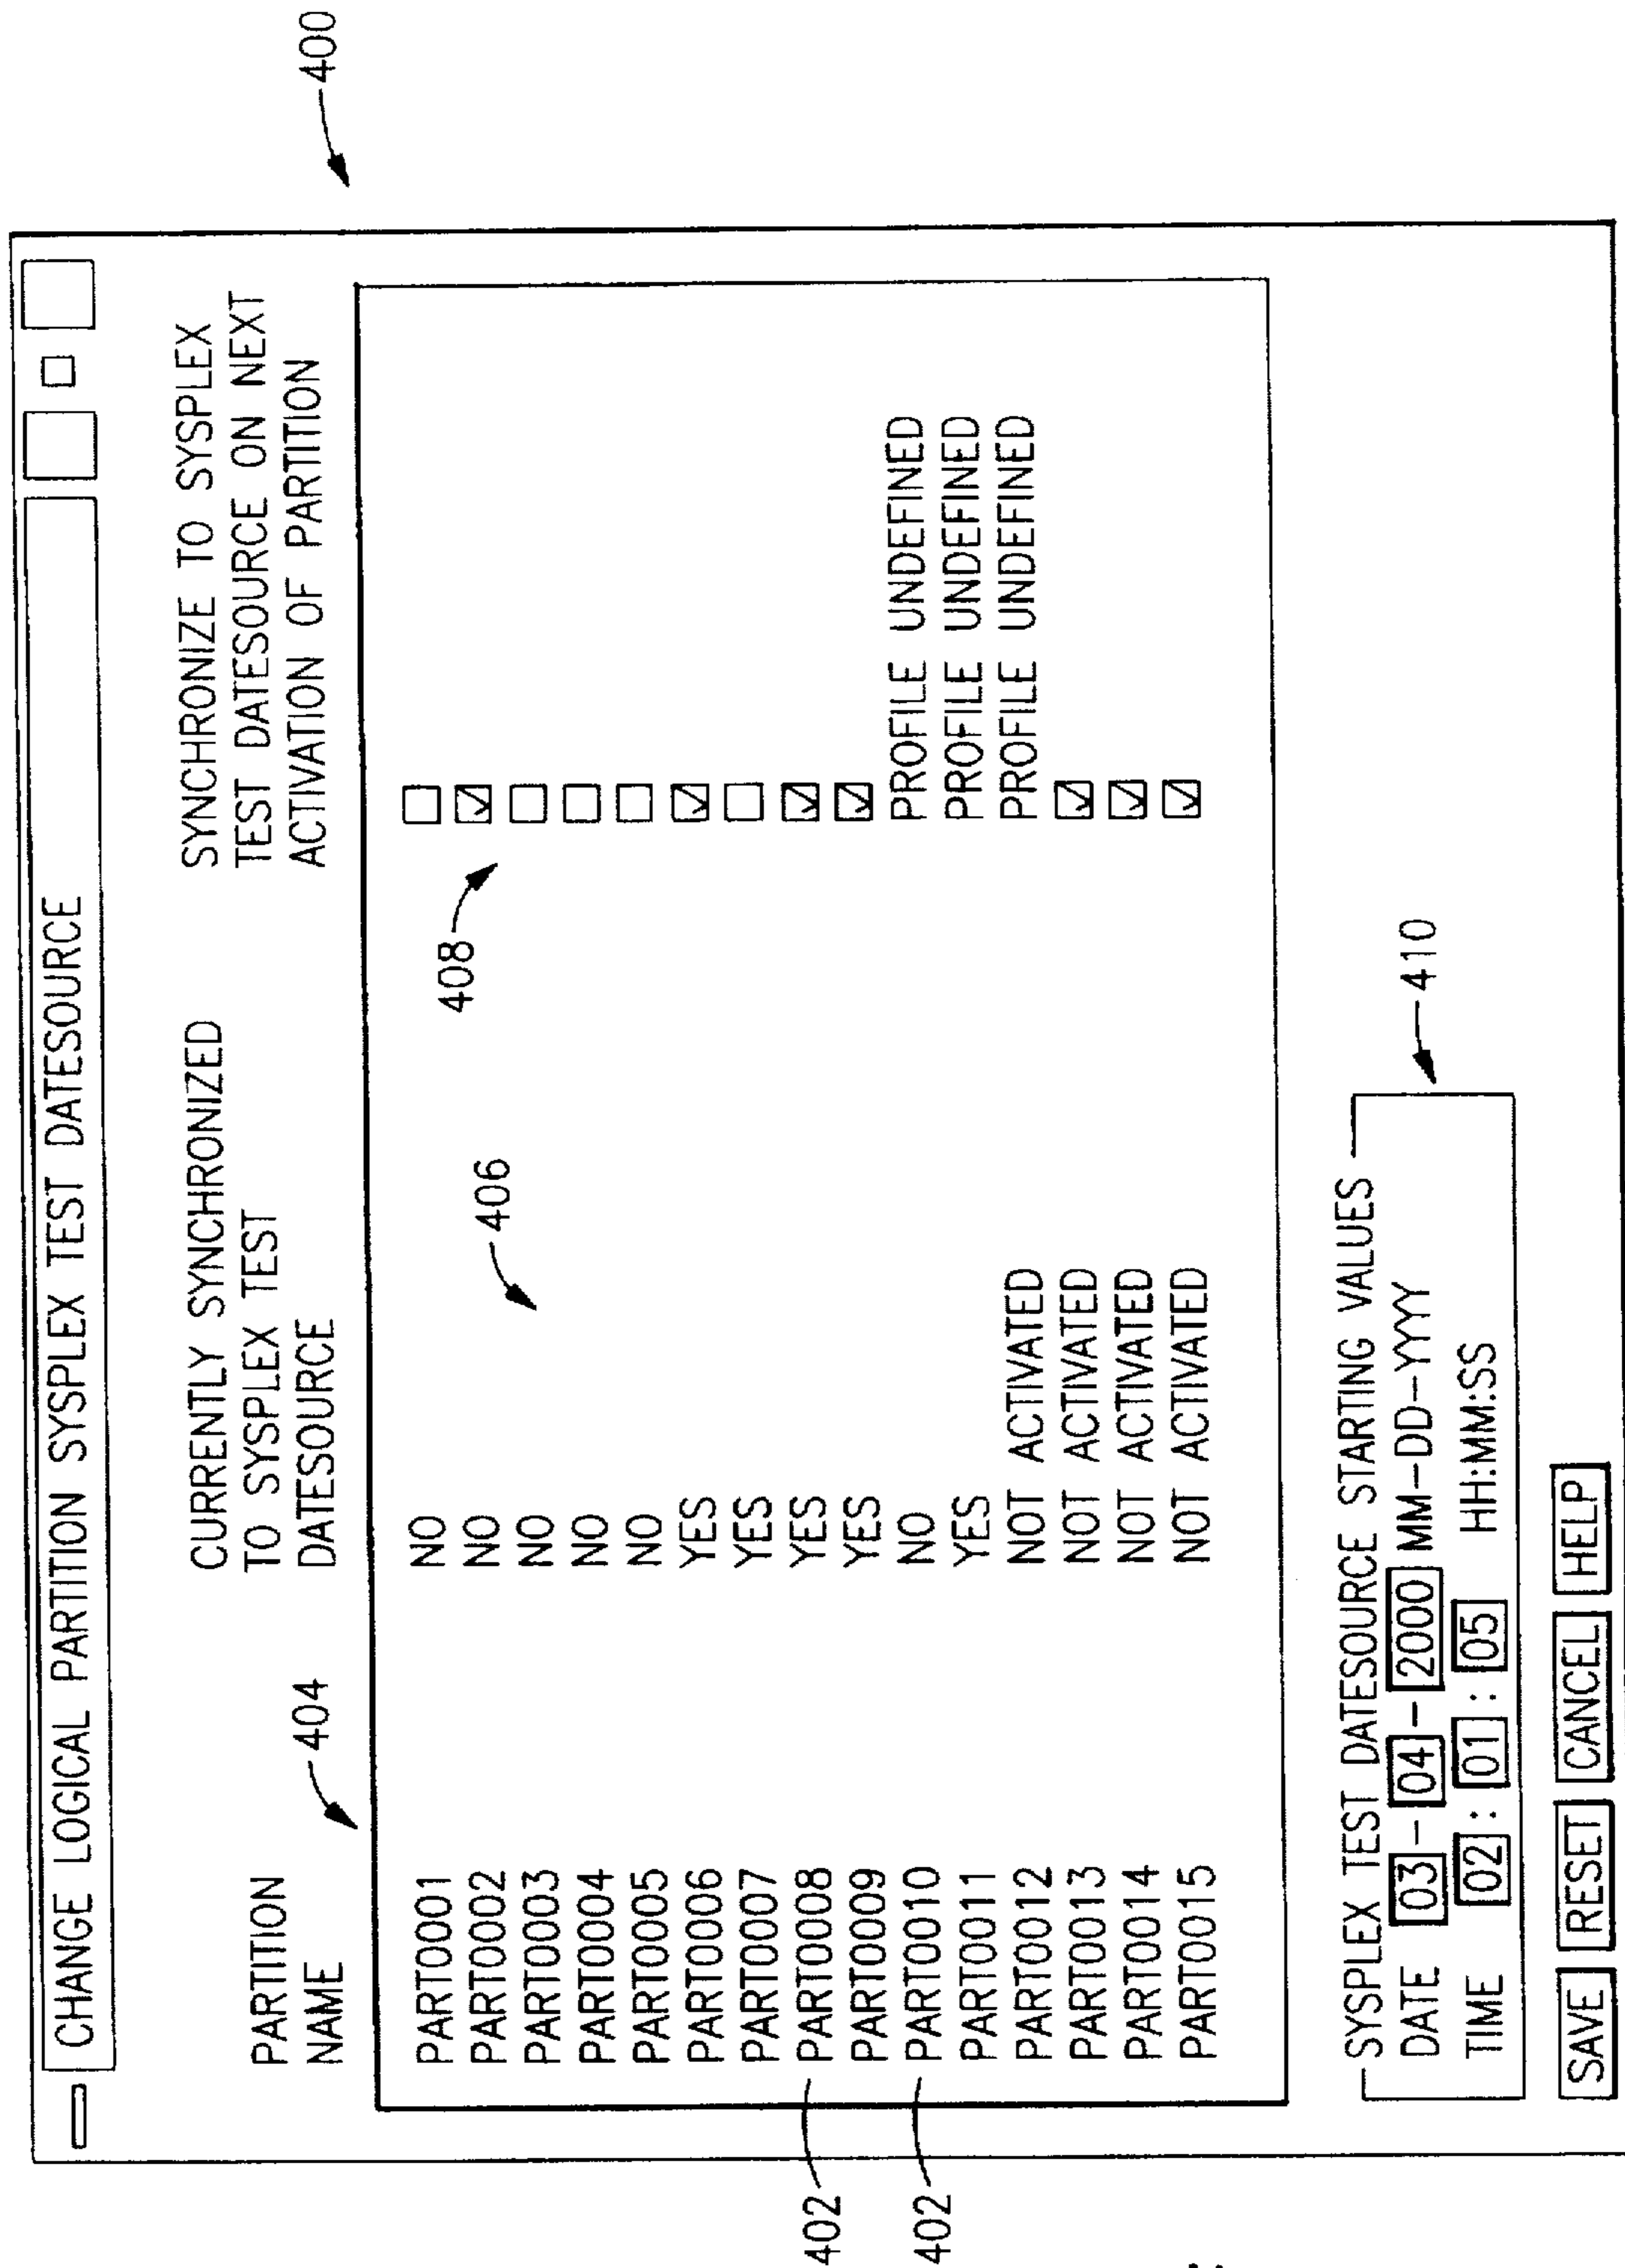 400
CHANGE LOGICAL PARTITION SYSPLEX TEST DATESOURCE
PARTITION
NAME
CURRENTLY SYNCHRONIZED
TO SYSPLEX TEST
DATESOURCE
SYNCHRONIZE TO SYSPLEX
TEST DATESOURCE ON NEXT
ACTIVATION OF PARTITION
404
406
408
PART0001 NO
PART0002 NO
PART0003 NO
PART0004 NO
PART0005 NO
PART0006 YES
PART0007 YES
402 PART0008 YES
PART0009 YES
402 PART0010 NO PROFILE UNDEFINED
PART0011 YES PROFILE UNDEFINED
PART0012 NOT ACTIVATED PROFILE UNDEFINED
PART0013 NOT ACTIVATED
PART0014 NOT ACTIVATED
PART0015 NOT ACTIVATED
SYSPLEX TEST DATESOURCE STARTING VALUES
DATE 03-04-2000 MM-DD-YYYY
410
TIME 02:01:05 HH:MM:SS
SAVE RESET CANCEL HELP